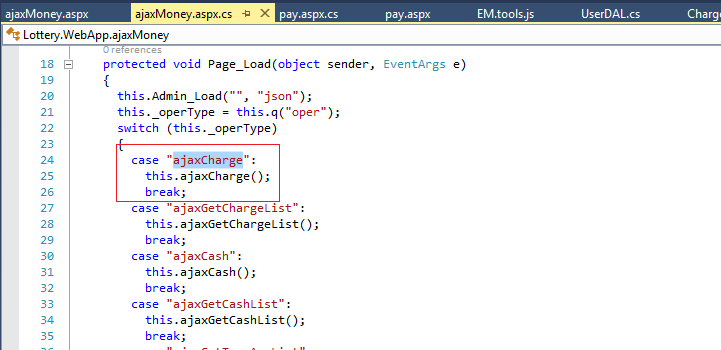 ajaxMoney.aspx ajaxMoney.aspx.cs pay.aspx.cs pay.aspx EM.tools.js UserDAL.cs Charge
Lottery.WebApp.ajaxMoney
0 references
18 protected void Page_Load(object sender, EventArgs e)
19 {
20 this.Admin_Load("", "json");
21 this._operType = this.q("oper");
22 switch (this._operType)
23 {
24 case "ajaxCharge":
25 this.ajaxCharge();
26 break;
27 case "ajaxGetChargeList":
28 this.ajaxGetChargeList();
29 break;
30 case "ajaxCash":
31 this.ajaxCash();
32 break;
33 case "ajaxGetCashList":
34 this.ajaxGetCashList();
35 break;